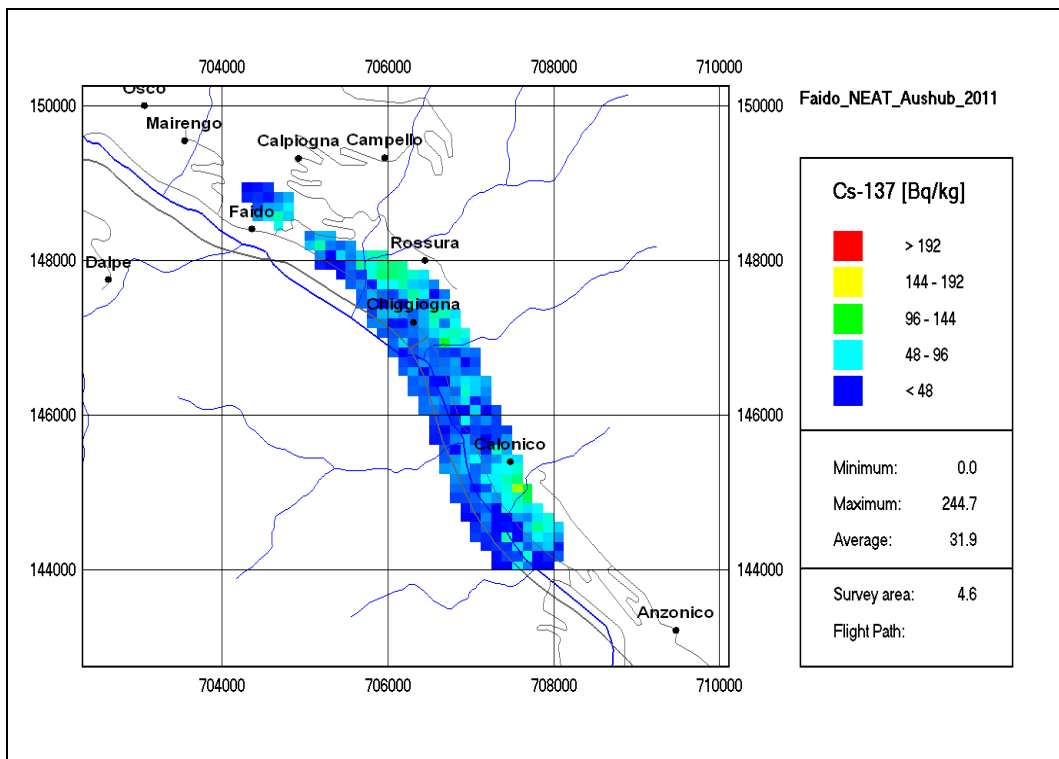 704000 706000 708000 710000
Faido_NEAT_Aushub_2011
150000 150000
Osco
Mairengo
Calpiogna Campello
Faido
Rossura
148000 148000
Dalpe
Chiggiogna
146000 146000
Calonico
144000 144000
Anzonico
704000 706000 708000 710000
Cs-137 [Bq/kg]
> 192
144 - 192
96 - 144
48 - 96
< 48
Minimum: 0.0
Maximum: 244.7
Average: 31.9
Survey area: 4.6
Flight Path: